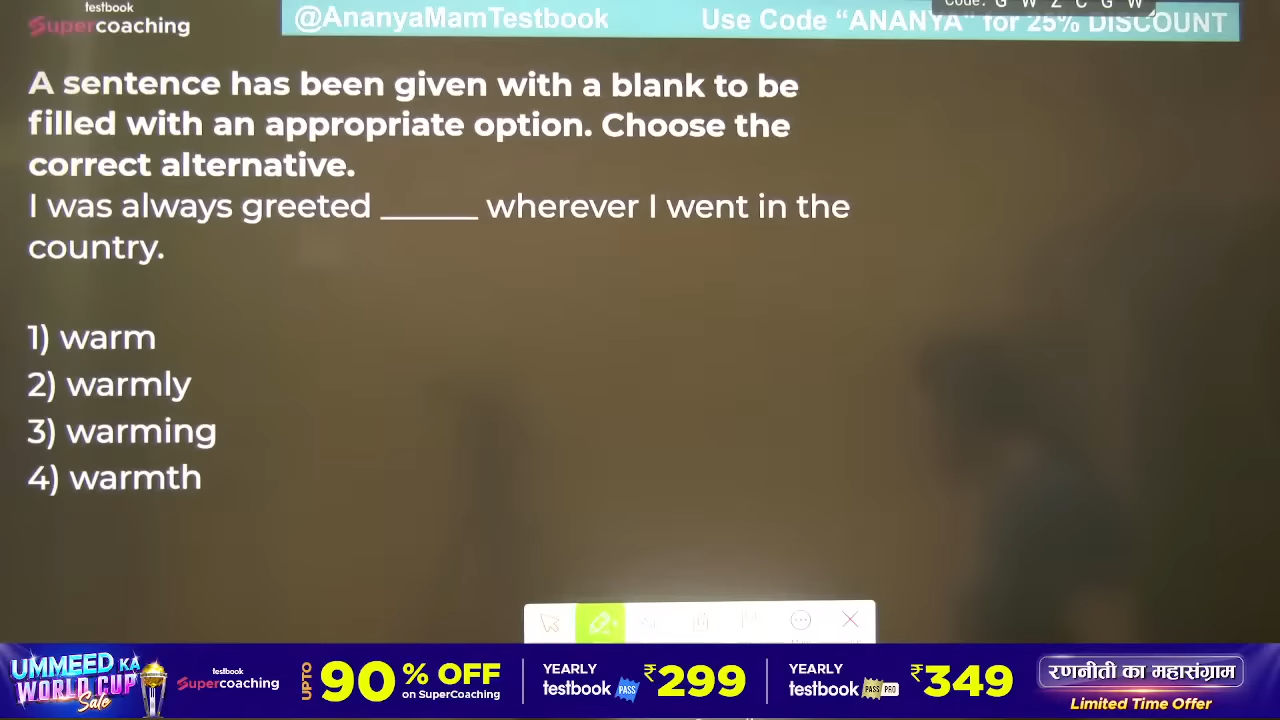 testbook
Supercoaching
@AnanyaMamTestbook
Use Code “ANANYA” for 25% DISCOUNT
Code: G W Z C G W
A sentence has been given with a blank to be
filled with an appropriate option. Choose the
correct alternative.
I was always greeted ______ wherever I went in the
country.
1) warm
2) warmly
3) warming
4) warmth
UMMEED KA
WORLD CUP
Sale
testbook
Supercoaching
UPTO
90 % OFF
on SuperCoaching
YEARLY
testbook PASS
₹299
YEARLY
testbook PASS PRO
₹349
रणनीती का महासंग्राम
Limited Time Offer